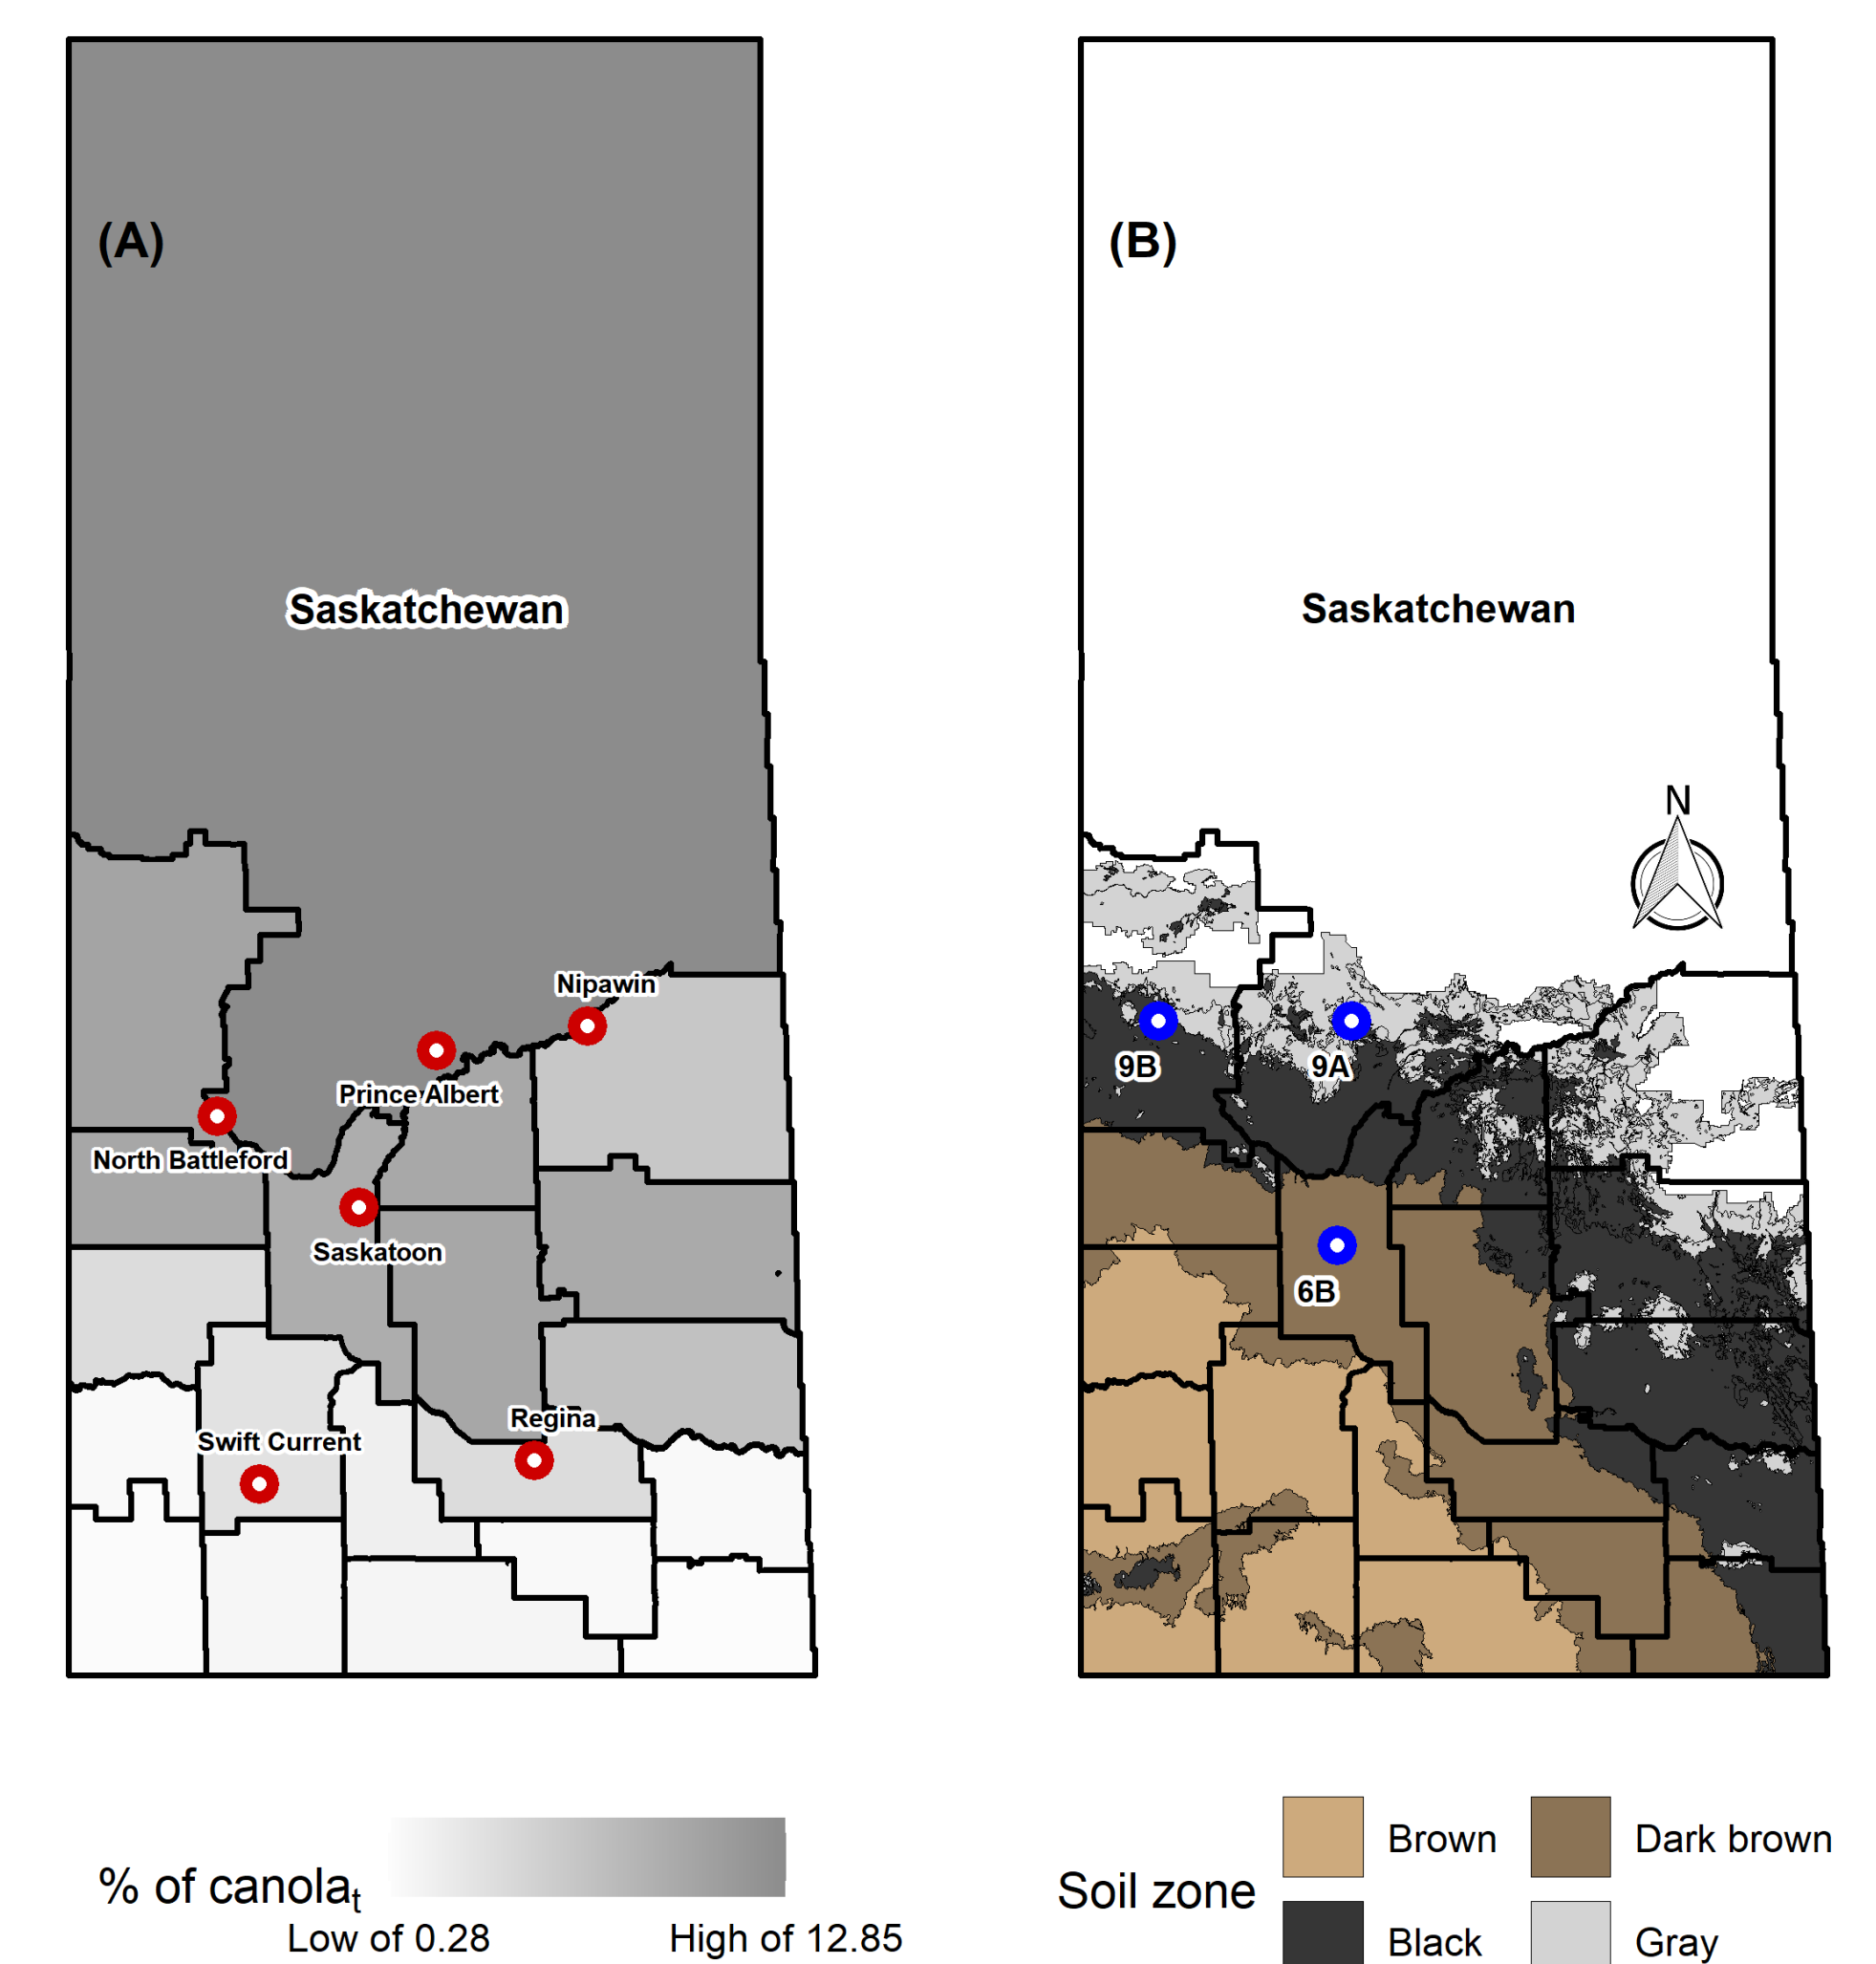 (A)
(B)
Saskatchewan
Saskatchewan
N
Nipawin
Prince Albert
North Battleford
Saskatoon
Regina
Swift Current
9B
9A
6B
% of canolat
Low of 0.28
High of 12.85
Soil zone
Brown
Dark brown
Black
Gray